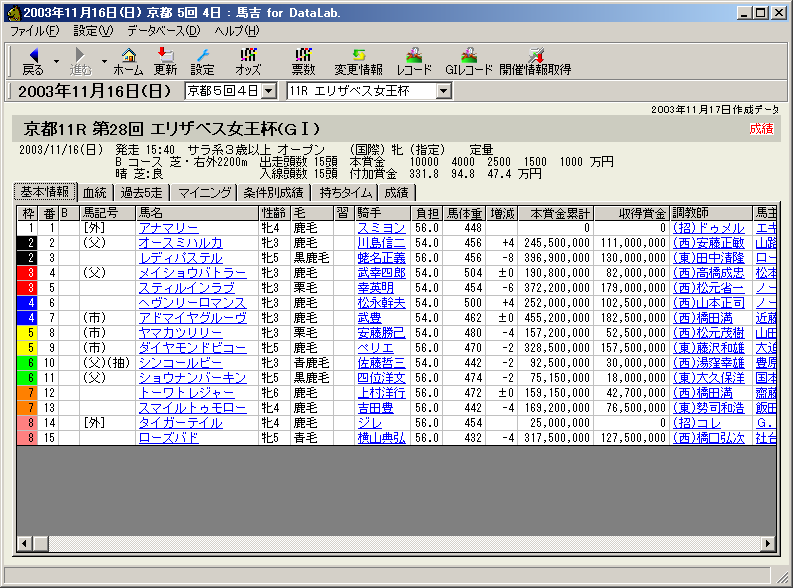 2003年11月16日(日) 京都 5回 4日 : 馬吉 for DataLab.
ファイル(F) 設定(V) データベース(D) ヘルプ(H)
戻る 進む ホーム 更新 設定 オッズ 票数 変更情報 レコード GIレコード 開催情報取得
2003年11月16日(日) 京都5回4日 11R エリザベス女王杯
2003年11月17日作成データ
京都11R 第28回 エリザベス女王杯(GⅠ) 成績
2003/11/16(日) 発走 15:40 サラ系3歳以上 オープン (国際) 牝 (指定) 定量
B コース 芝・右外2200m 出走頭数 15頭 本賞金 10000 4000 2500 1500 1000 万円
晴 芝:良 入線頭数 15頭 付加賞金 331.8 94.8 47.4 万円
基本情報 血統 過去5走 マイニング 条件別成績 持ちタイム 成績
枠 番 B 馬記号 馬名 性齢 毛 習 騎手 負担 馬体重 増減 本賞金累計 収得賞金 調教師 馬主
1 1 [外] アナマリー 牝4 鹿毛 スミヨン 56.0 448 0 0 (招)ドゥメル エキ
2 2 (父) オースミハルカ 牝3 鹿毛 川島信二 54.0 456 +4 245,500,000 111,000,000 (西)安藤正敏 山路
2 3 レディパステル 牝5 黒鹿毛 蛯名正義 56.0 456 -8 396,900,000 130,000,000 (東)田中清隆 ロー
3 4 (父) メイショウバトラー 牝3 鹿毛 武幸四郎 54.0 504 ±0 190,800,000 82,000,000 (西)高橋成忠 松本
3 5 スティルインラブ 牝3 栗毛 幸英明 54.0 454 -6 372,200,000 179,000,000 (西)松元省一 ノー
4 6 ヘヴンリーロマンス 牝3 鹿毛 松永幹夫 54.0 500 +4 252,000,000 102,500,000 (西)山本正司 ノー
4 7 (市) アドマイヤグルーヴ 牝3 鹿毛 武豊 54.0 462 ±0 455,200,000 182,500,000 (西)橋田満 近藤
5 8 (市) ヤマカツリリー 牝3 栗毛 安藤勝己 54.0 480 -4 157,200,000 52,500,000 (西)松元茂樹 山田
5 9 (市) ダイヤモンドビコー 牝5 鹿毛 ペリエ 56.0 470 -2 328,500,000 157,500,000 (東)藤沢和雄 大迫
6 10 (父)(抽) シンコールビー 牝3 青鹿毛 佐藤哲三 54.0 442 -2 92,500,000 30,000,000 (西)湯窪幸雄 豊原
6 11 (父) ショウナンバーキン 牝5 黒鹿毛 四位洋文 56.0 474 -2 75,150,000 18,000,000 (東)大久保洋 国本
7 12 トーワトレジャー 牝6 鹿毛 上村洋行 56.0 472 ±0 159,150,000 42,700,000 (西)橋田満 齋藤
7 13 スマイルトゥモロー 牝4 鹿毛 吉田豊 56.0 442 -4 169,200,000 76,500,000 (東)勢司和浩 飯田
8 14 [外] タイガーテイル 牝4 鹿毛 ジレ 56.0 454 25,000,000 0 (招)コレ G.
8 15 ローズバド 牝5 青毛 横山典弘 56.0 432 -4 317,500,000 127,500,000 (西)橋口弘次 社台